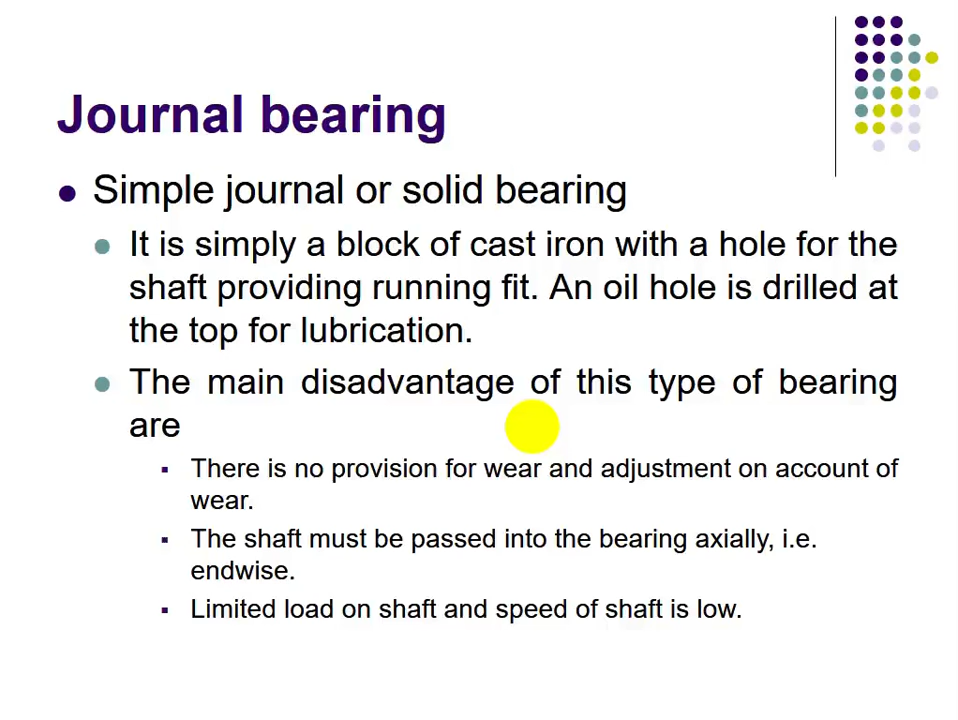 Journal bearing
Simple journal or solid bearing
It is simply a block of cast iron with a hole for the
shaft providing running fit. An oil hole is drilled at
the top for lubrication.
The main disadvantage of this type of bearing
are
There is no provision for wear and adjustment on account of
wear.
The shaft must be passed into the bearing axially, i.e.
endwise.
Limited load on shaft and speed of shaft is low.